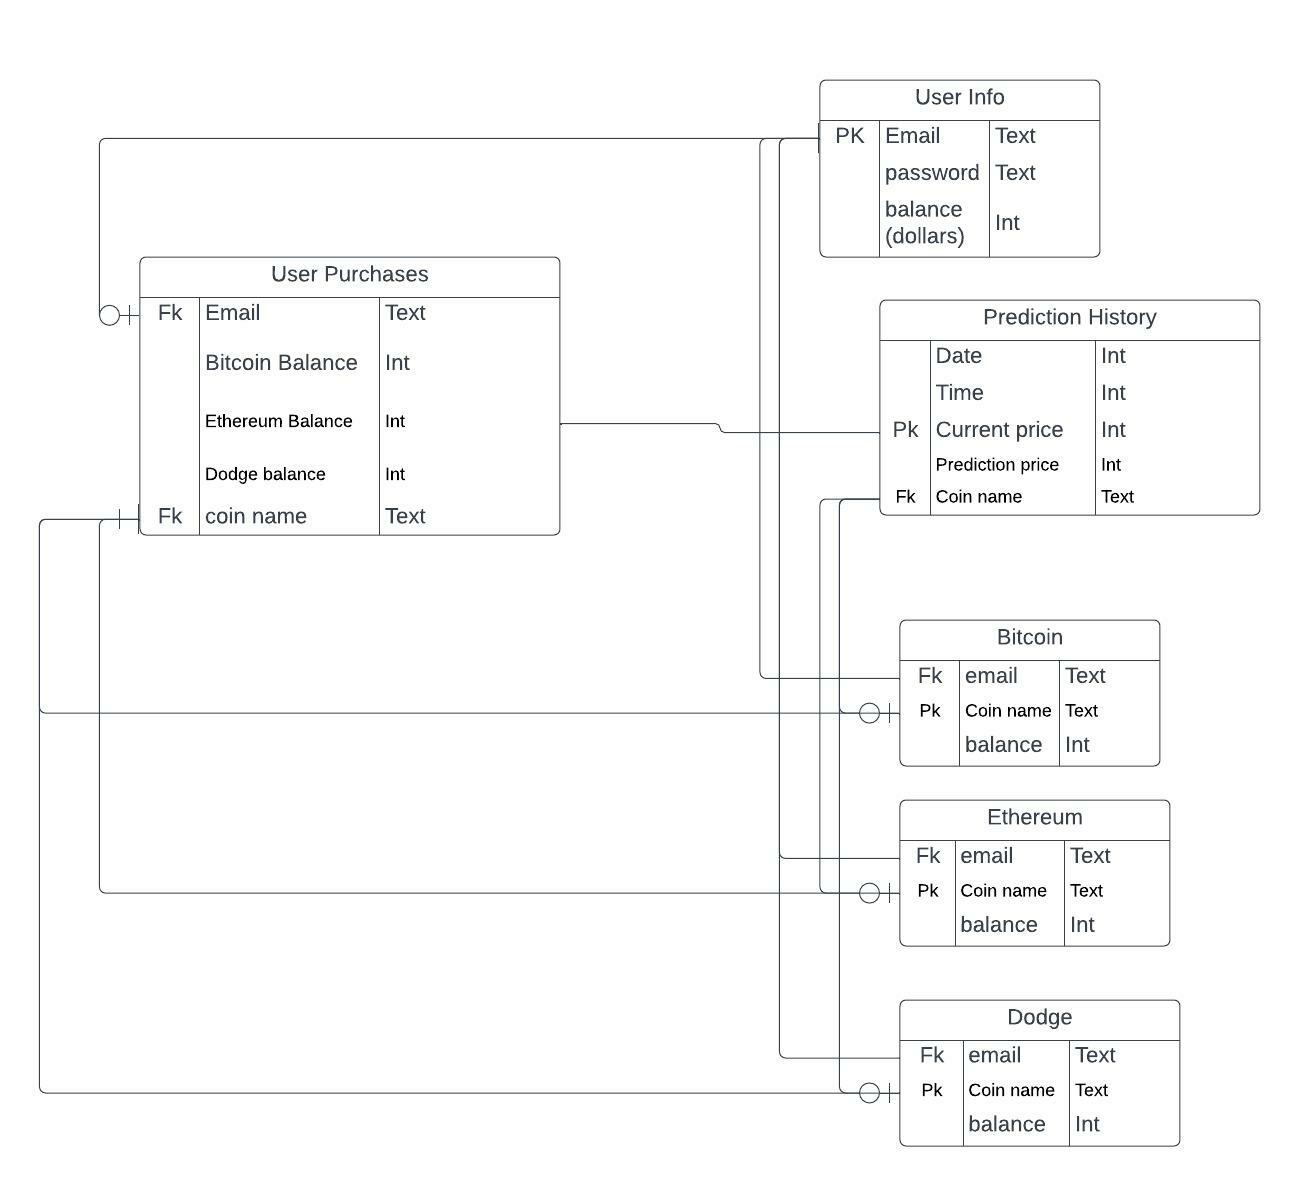 User Info
PK Email Text
password Text
balance
(dollars) Int
User Purchases
Fk Email Text
Bitcoin Balance Int
Ethereum Balance Int
Dodge balance Int
Fk coin name Text
Prediction History
Date Int
Time Int
Pk Current price Int
Prediction price Int
Fk Coin name Text
Bitcoin
Fk email Text
Pk Coin name Text
balance Int
Ethereum
Fk email Text
Pk Coin name Text
balance Int
Dodge
Fk email Text
Pk Coin name Text
balance Int